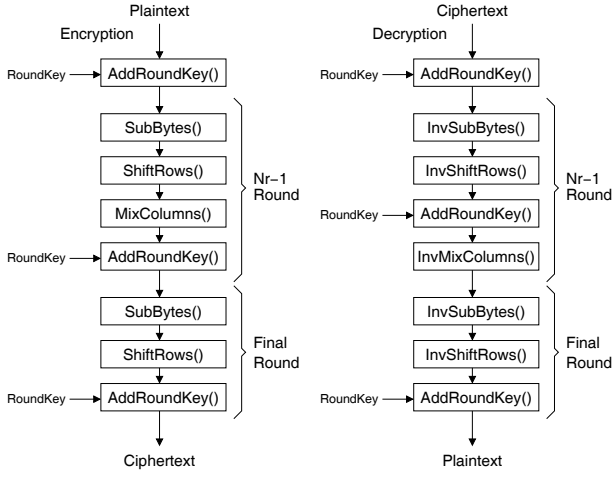 Plaintext
Encryption
RoundKey
AddRoundKey()
SubBytes()
ShiftRows()
MixColumns()
RoundKey
AddRoundKey()
Nr−1
Round
SubBytes()
ShiftRows()
RoundKey
AddRoundKey()
Final
Round
Ciphertext
Ciphertext
Decryption
RoundKey
AddRoundKey()
InvSubBytes()
InvShiftRows()
RoundKey
AddRoundKey()
InvMixColumns()
Nr−1
Round
InvSubBytes()
InvShiftRows()
RoundKey
AddRoundKey()
Final
Round
Plaintext